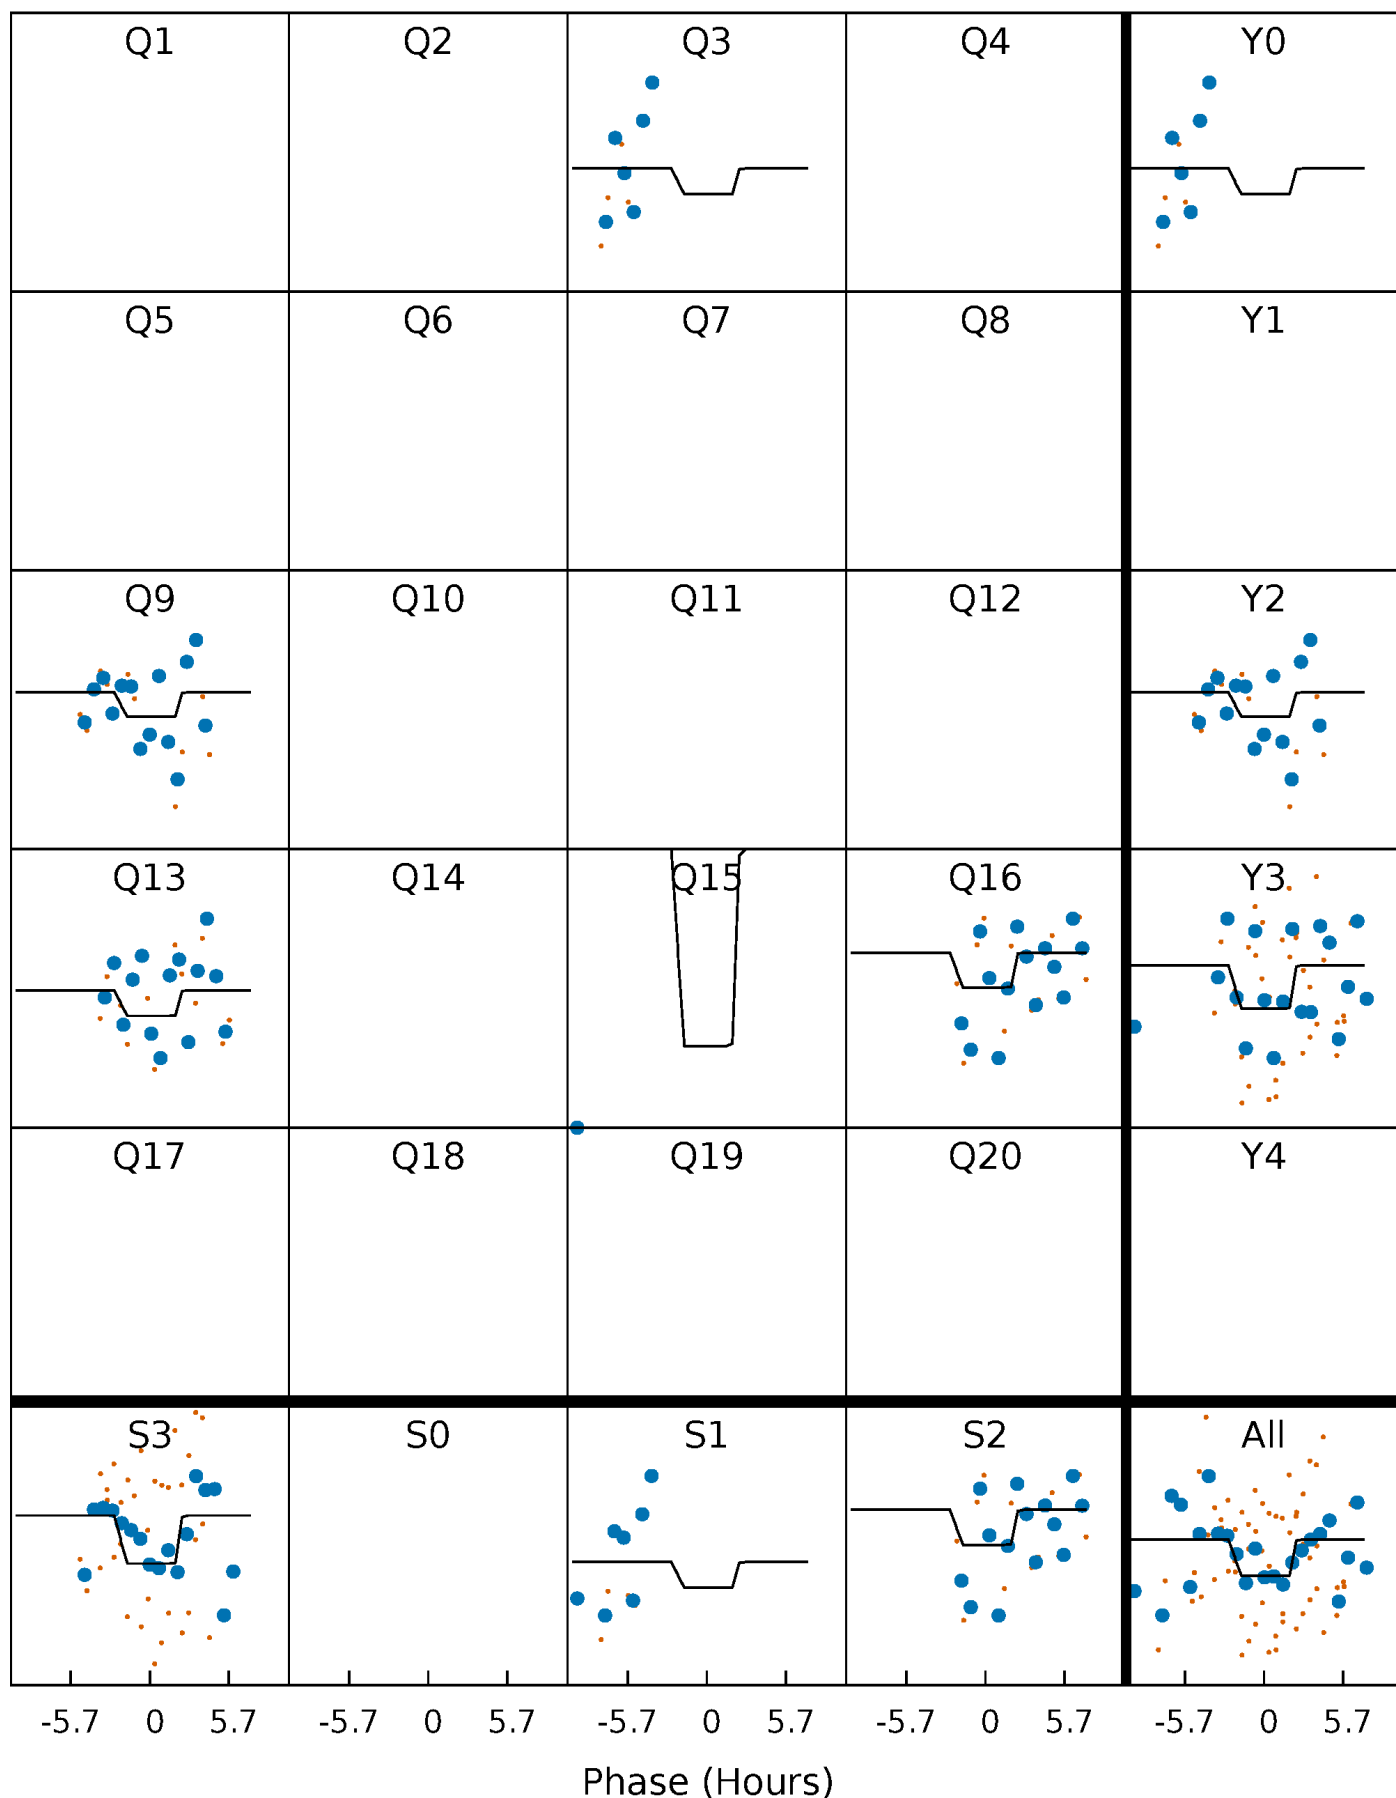 Q1 Q2 Q3 Q4 Y0
Q5 Q6 Q7 Q8 Y1
Q9 Q10 Q11 Q12 Y2
Q13 Q14 Q15 Q16 Y3
Q17 Q18 Q19 Q20 Y4
S3 S0 S1 S2 All
-5.7 0 5.7 -5.7 0 5.7 -5.7 0 5.7 -5.7 0 5.7 -5.7 0 5.7
Phase (Hours)